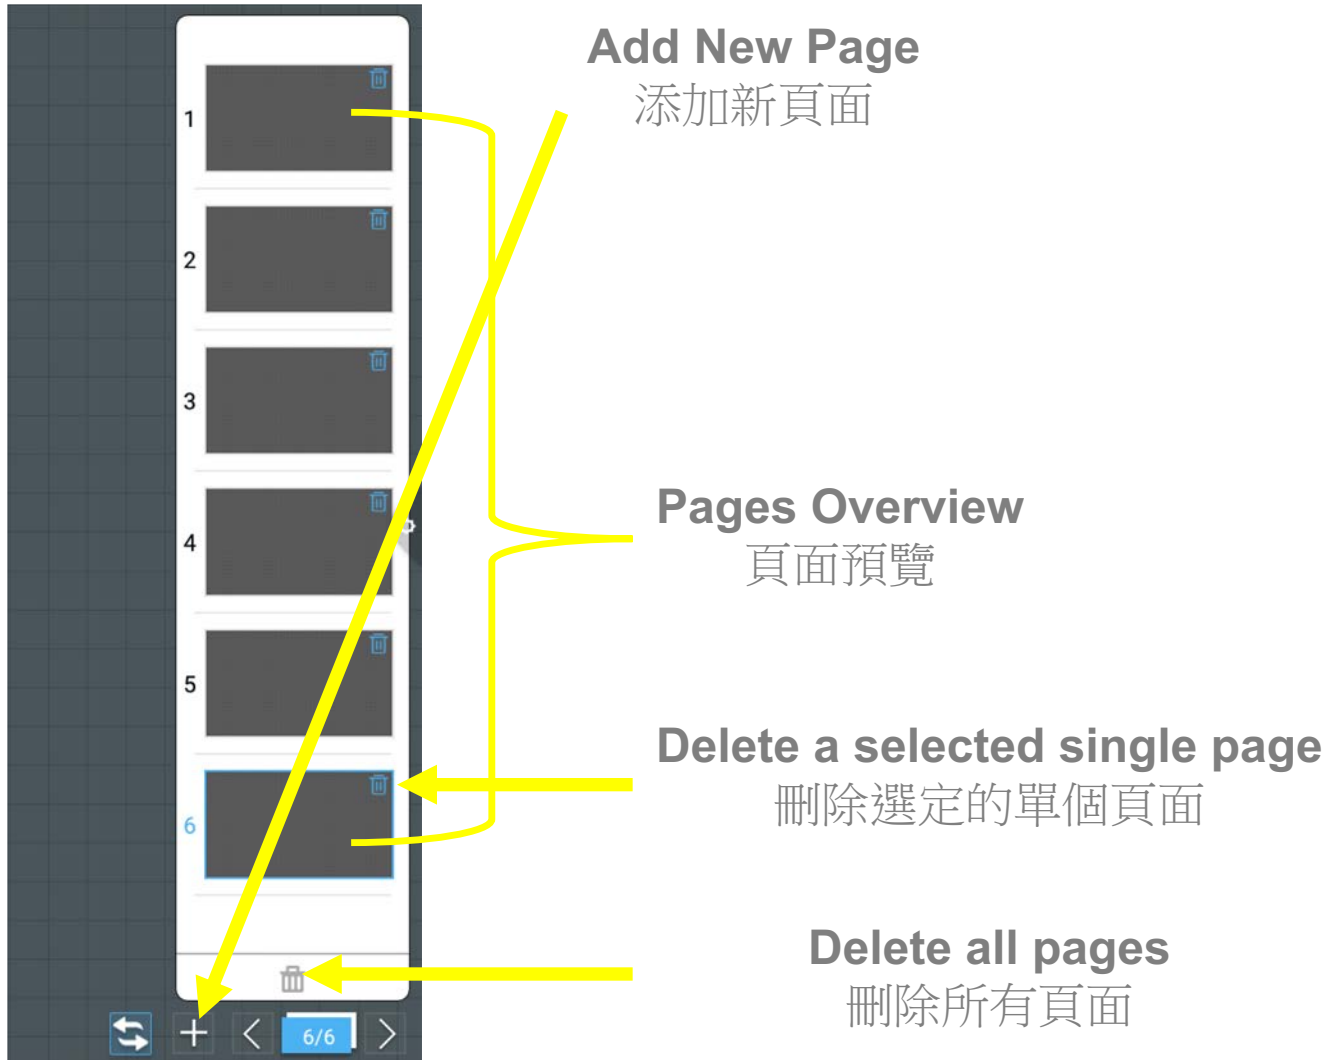 Add New Page
添加新頁面
1
2
3
4
Pages Overview
頁面預覽
5
Delete a selected single page
刪除選定的單個頁面
6
Delete all pages
刪除所有頁面
6/6